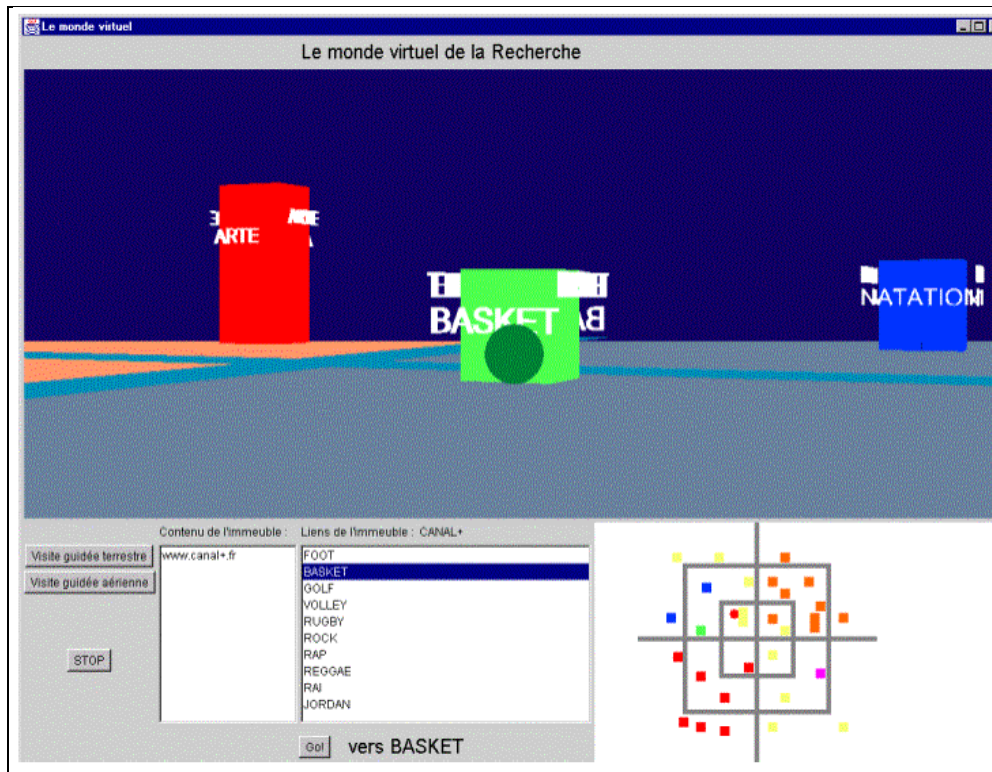 Le monde virtuel
Le monde virtuel de la Recherche
ARTE
BASKET
NATATION
Contenu de l'immeuble :
Liens de l'immeuble : CANAL+
Visite guidée terrestre
Visite guidée aérienne
STOP
www.canal+.fr
FOOT
BASKET
GOLF
VOLLEY
RUGBY
ROCK
RAP
REGGAE
RAI
JORDAN
Go!
vers BASKET